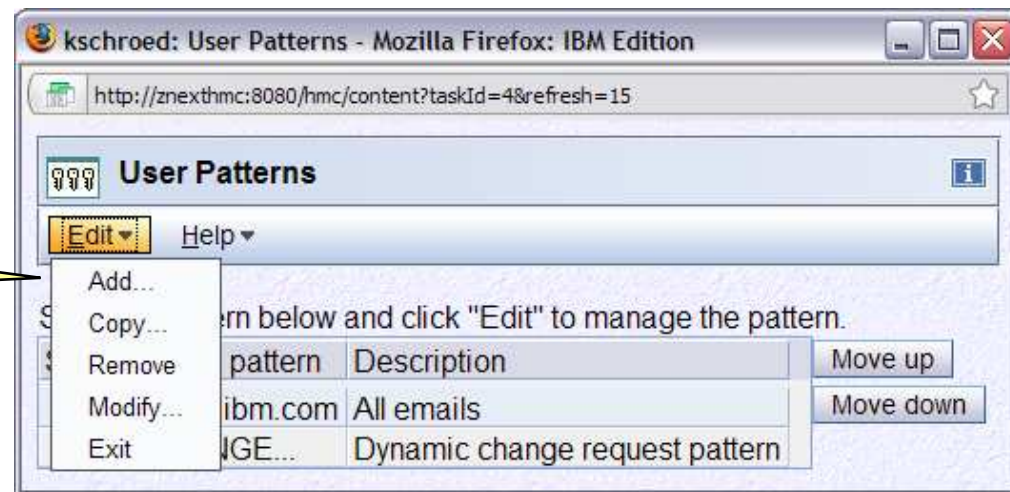 kschroed: User Patterns - Mozilla Firefox: IBM Edition
http://znexthmc:8080/hmc/content?taskId=4&refresh=15
User Patterns
i
Edit Help
Add...
Copy...
Remove
Modify...
Exit
below and click "Edit" to manage the pattern.
pattern Description
ibm.com All emails
Dynamic change request pattern
Move up
Move down